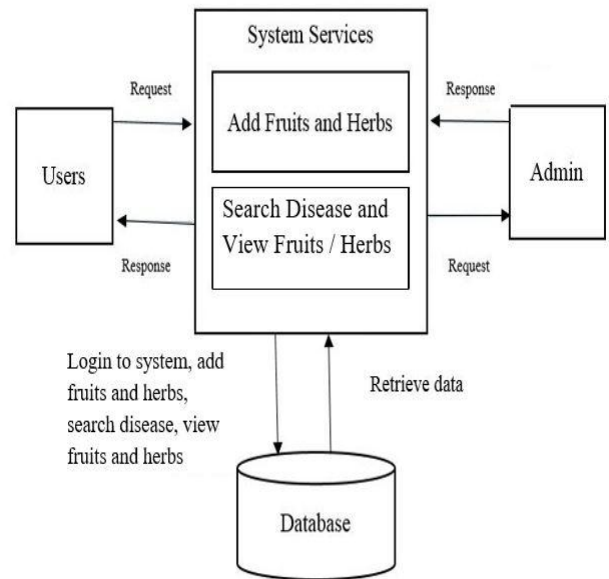 System Services
Request
Response
Add Fruits and Herbs
Users
Admin
Search Disease and
View Fruits / Herbs
Response
Request
Login to system, add
fruits and herbs,
search disease, view
fruits and herbs
Retrieve data
Database